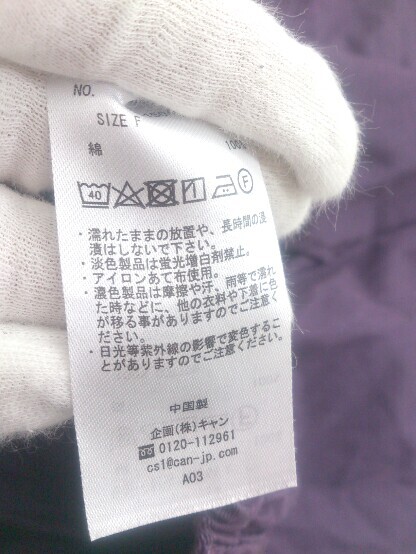 NO.
SIZE F
綿 100%
40 F
・濡れたままの放置や、長時間の浸
漬はしないで下さい。
・淡色製品は蛍光増白剤禁止。
・アイロンあて布使用。
・濃色製品は摩擦や汗、雨等で濡れ
た時などに、他の衣料や下着に色
が移る事がありますのでご注意く
ださい。
・日光等紫外線の影響で変色するこ
とがありますのでご注意ください。
中国製
企画(株)キャン
0120-112961
cs1@can-jp.com
A03